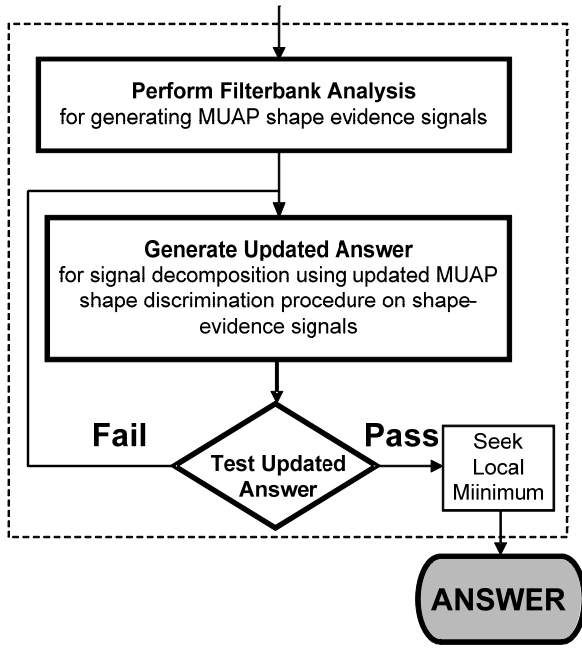 Perform Filterbank Analysis
for generating MUAP shape evidence signals
Generate Updated Answer
for signal decomposition using updated MUAP
shape discrimination procedure on shape-
evidence signals
Fail
Pass
Test Updated
Answer
Seek
Local
Miinimum
ANSWER